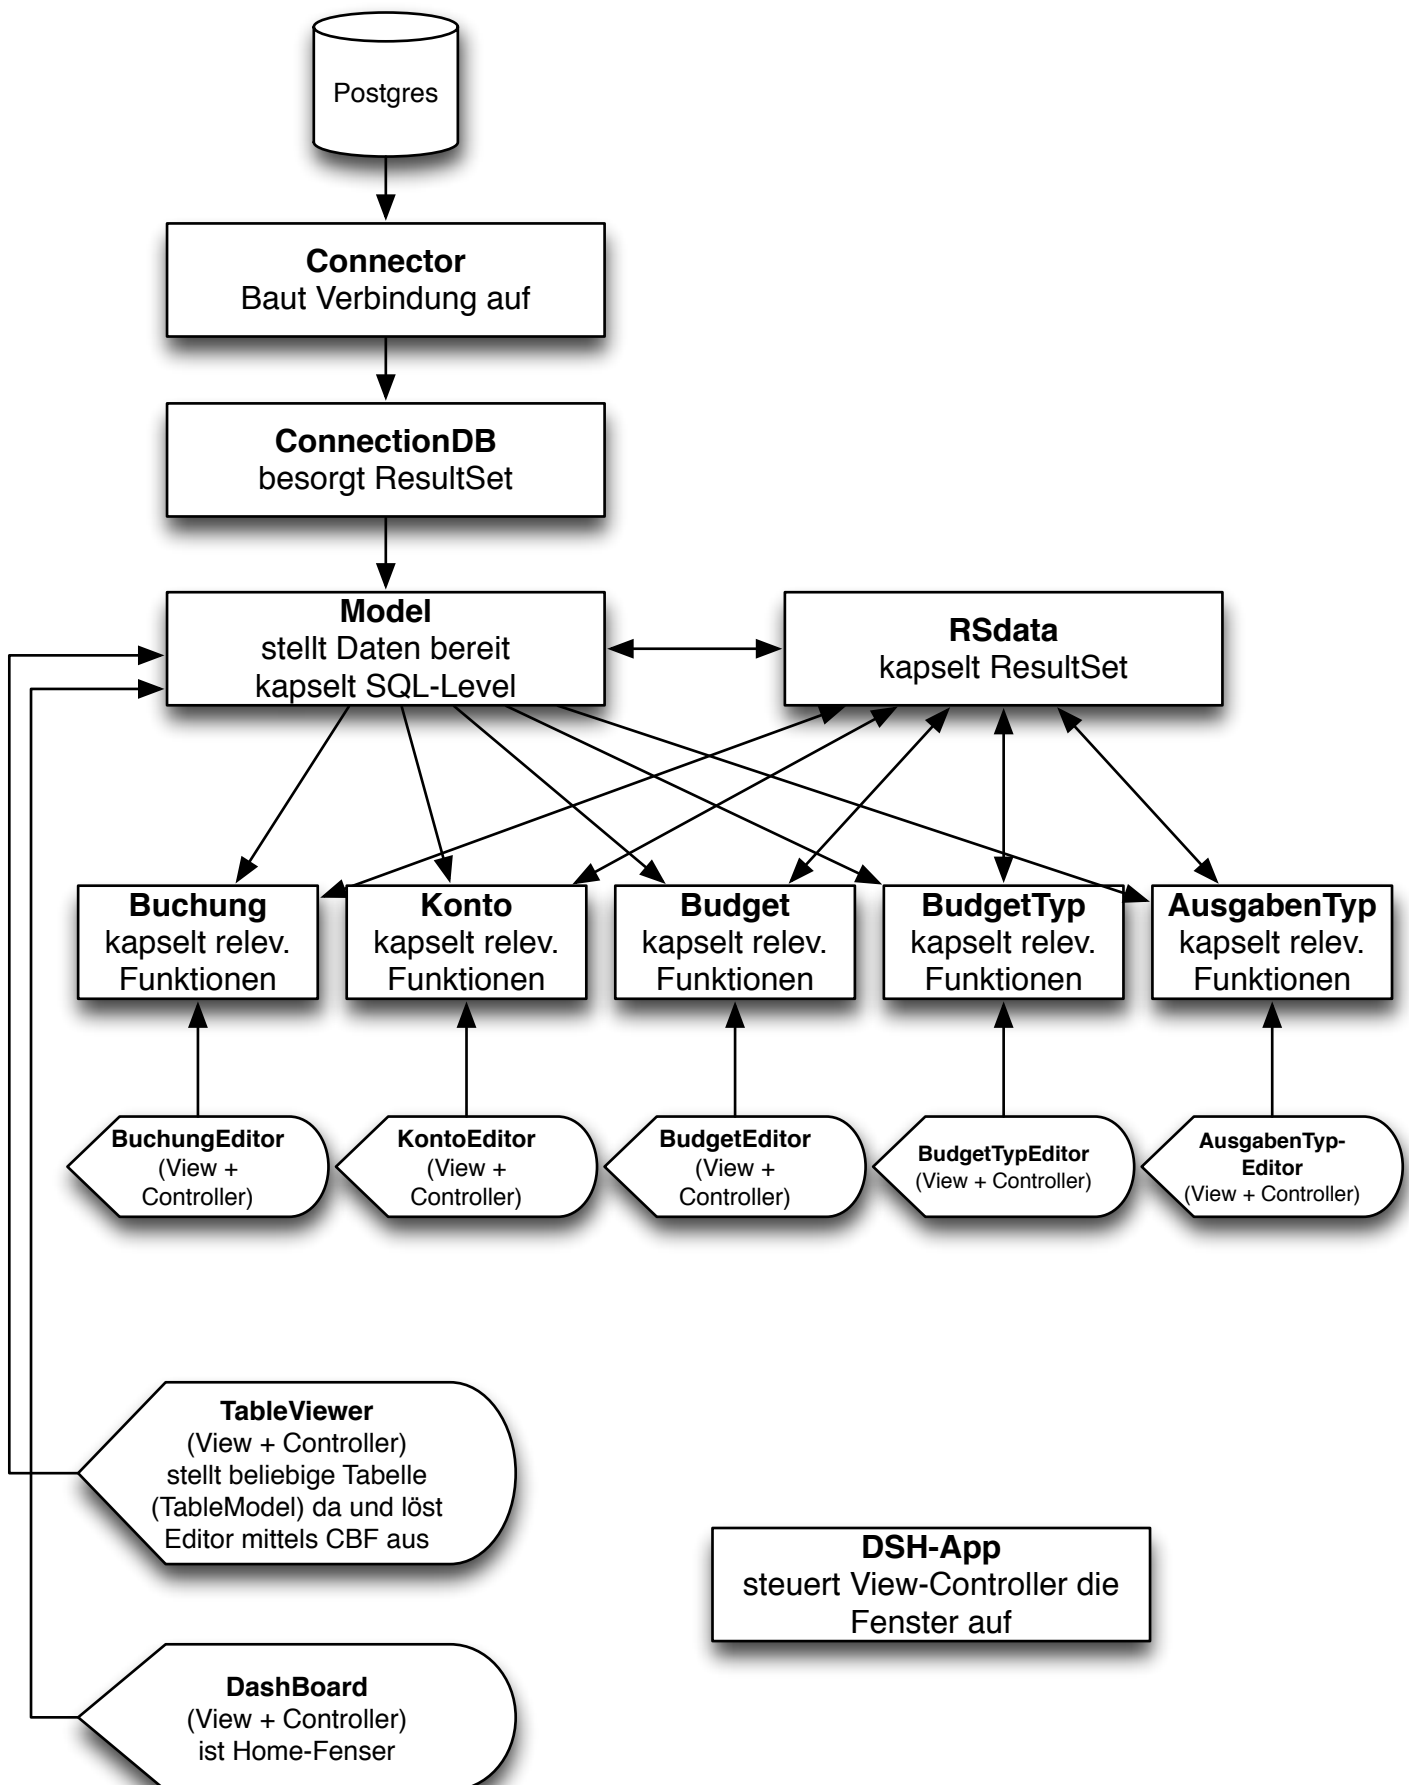 Postgres
Connector
Baut Verbindung auf
ConnectionDB
besorgt ResultSet
Model
stellt Daten bereit
kapselt SQL-Level
RSdata
kapselt ResultSet
Buchung
kapselt relev.
Funktionen
Konto
kapselt relev.
Funktionen
Budget
kapselt relev.
Funktionen
BudgetTyp
kapselt relev.
Funktionen
AusgabenTyp
kapselt relev.
Funktionen
BuchungEditor
(View +
Controller)
KontoEditor
(View +
Controller)
BudgetEditor
(View +
Controller)
BudgetTypEditor
(View + Controller)
AusgabenTyp-
Editor
(View + Controller)
TableViewer
(View + Controller)
stellt beliebige Tabelle
(TableModel) da und löst
Editor mittels CBF aus
DSH-App
steuert View-Controller die
Fenster auf
DashBoard
(View + Controller)
ist Home-Fenser